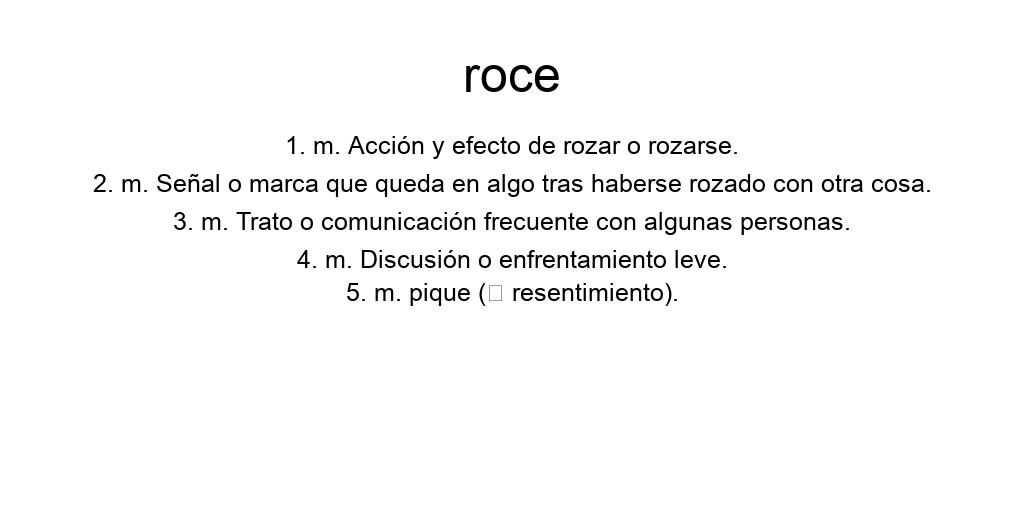 roce
1. m. Acción y efecto de rozar o rozarse.
2. m. Señal o marca que queda en algo tras haberse rozado con otra cosa.
3. m. Trato o comunicación frecuente con algunas personas.
4. m. Discusión o enfrentamiento leve.
5. m. pique (□ resentimiento).